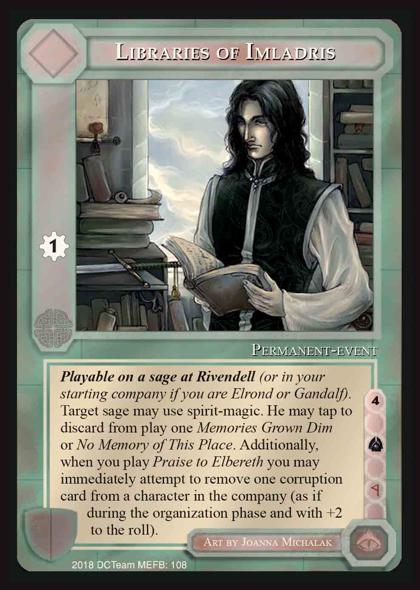 Libraries of Imladris
1
Permanent-event
Playable on a sage at Rivendell (or in your
starting company if you are Elrond or Gandalf).
Target sage may use spirit-magic. He may tap to
discard from play one Memories Grown Dim
or No Memory of This Place. Additionally,
when you play Praise to Elbereth you may
immediately attempt to remove one corruption
card from a character in the company (as if
during the organization phase and with +2
to the roll).
4
Art by Joanna Michalak
2018 DCTeam MEFB: 108